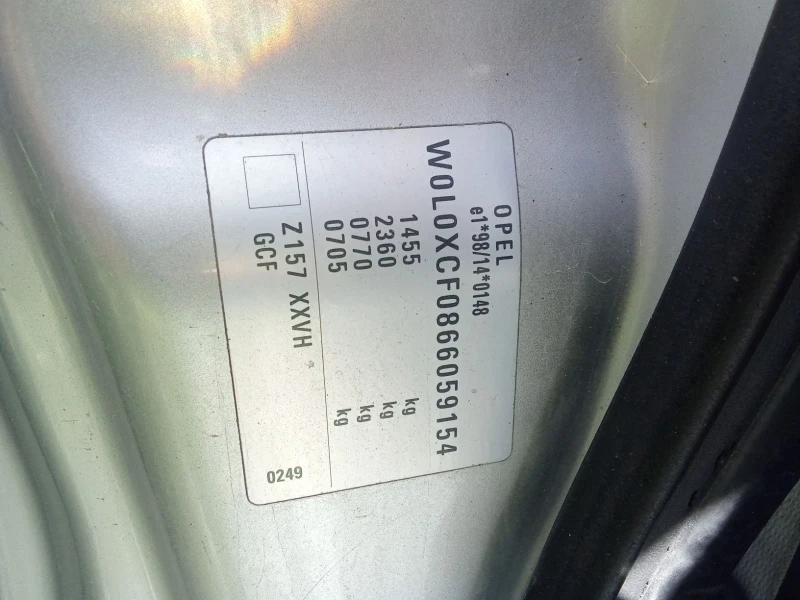 OPEL
e1*98/14*0148
W0L0XCF0866059154
1455 kg
2360 kg
0770 kg
0705 kg
Z157 XXVH *
GCF
0249